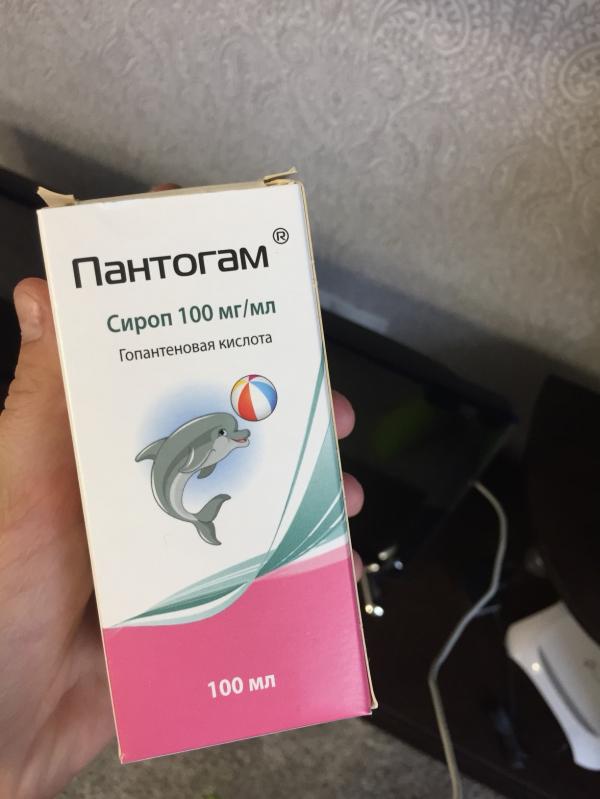 Пантогам®
Сироп 100 мг/мл
Гопантеновая кислота
100 мл